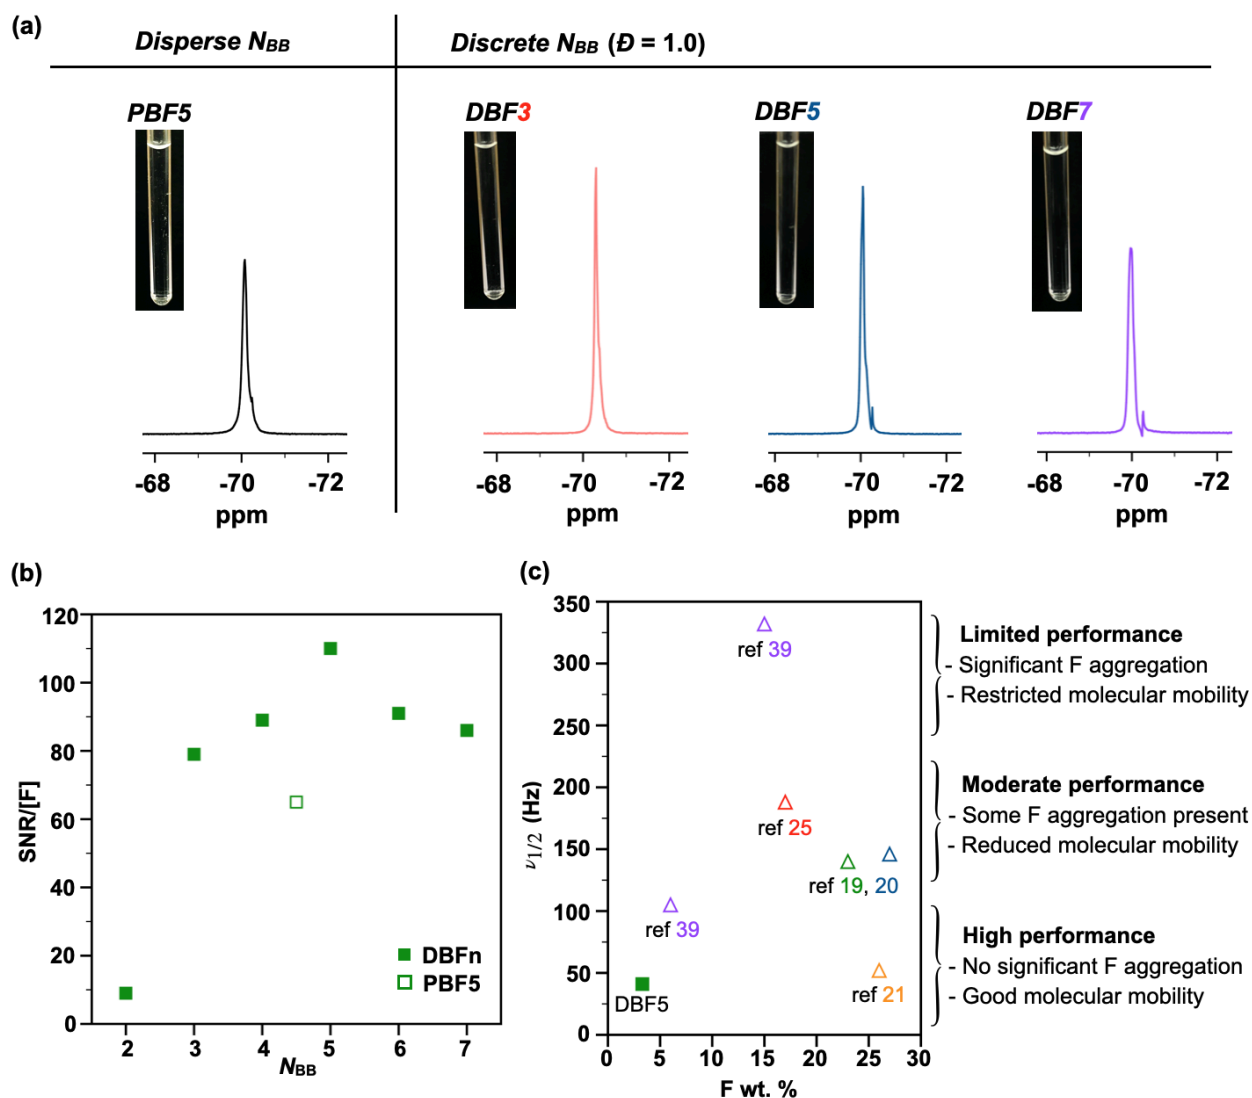 (a)
Disperse N_BB
Discrete N_BB (Đ = 1.0)
PBF5
DBF3
DBF5
DBF7
-68 -70 -72
ppm
-68 -70 -72
ppm
-68 -70 -72
ppm
-68 -70 -72
ppm
(b)
120
100
80
60
40
20
0
SNR/[F]
DBFn
PBF5
2 3 4 5 6 7
N_BB
(c)
350
300
250
200
150
100
50
0
ν1/2 (Hz)
ref 39
ref 25
ref 19, 20
ref 39
ref 21
DBF5
0 5 10 15 20 25 30
F wt. %
Limited performance
- Significant F aggregation
- Restricted molecular mobility
Moderate performance
- Some F aggregation present
- Reduced molecular mobility
High performance
- No significant F aggregation
- Good molecular mobility